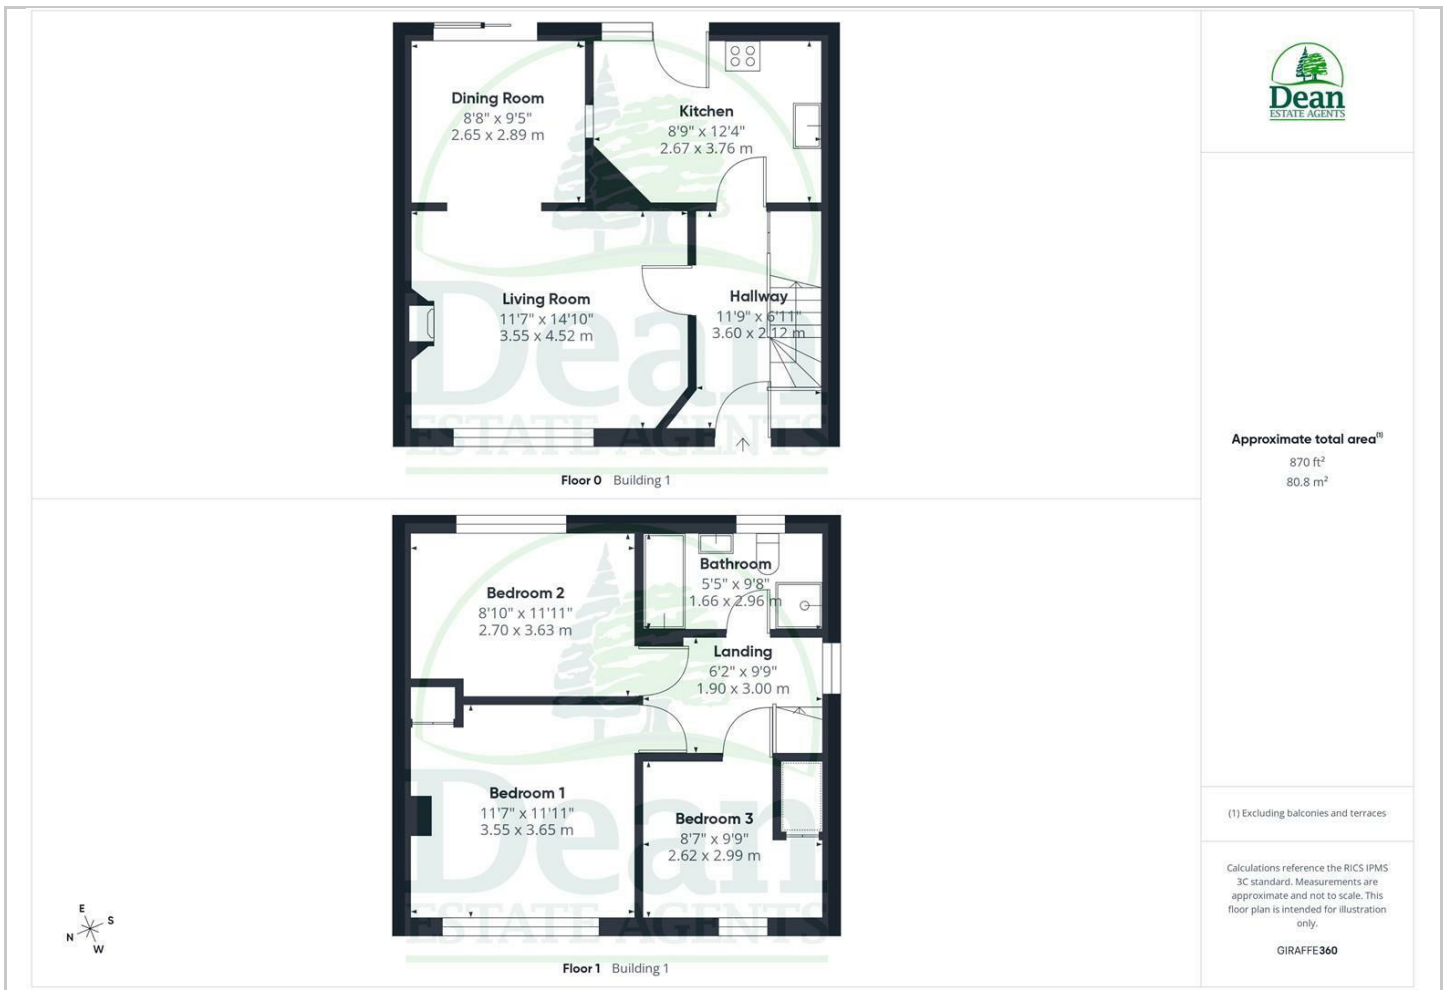 Dining Room
8'8" x 9'5"
2.65 x 2.89 m
Kitchen
8'9" x 12'4"
2.67 x 3.76 m
Living Room
11'7" x 14'10"
3.55 x 4.52 m
Hallway
11'9" x 6'11"
3.60 x 2.12 m
Dean
ESTATE AGENTS
Floor 0 Building 1
Bedroom 2
8'10" x 11'11"
2.70 x 3.63 m
Bathroom
5'5" x 9'8"
1.66 x 2.96 m
Landing
6'2" x 9'9"
1.90 x 3.00 m
Bedroom 1
11'7" x 11'11"
3.55 x 3.65 m
Bedroom 3
8'7" x 9'9"
2.62 x 2.99 m
Dean
ESTATE AGENTS
Floor 1 Building 1
E
S
N
W
Dean
ESTATE AGENTS
Approximate total area(1)
870 ft²
80.8 m²
(1) Excluding balconies and terraces
Calculations reference the RICS IPMS
3C standard. Measurements are
approximate and not to scale. This
floor plan is intended for illustration
only.
GIRAFFE360